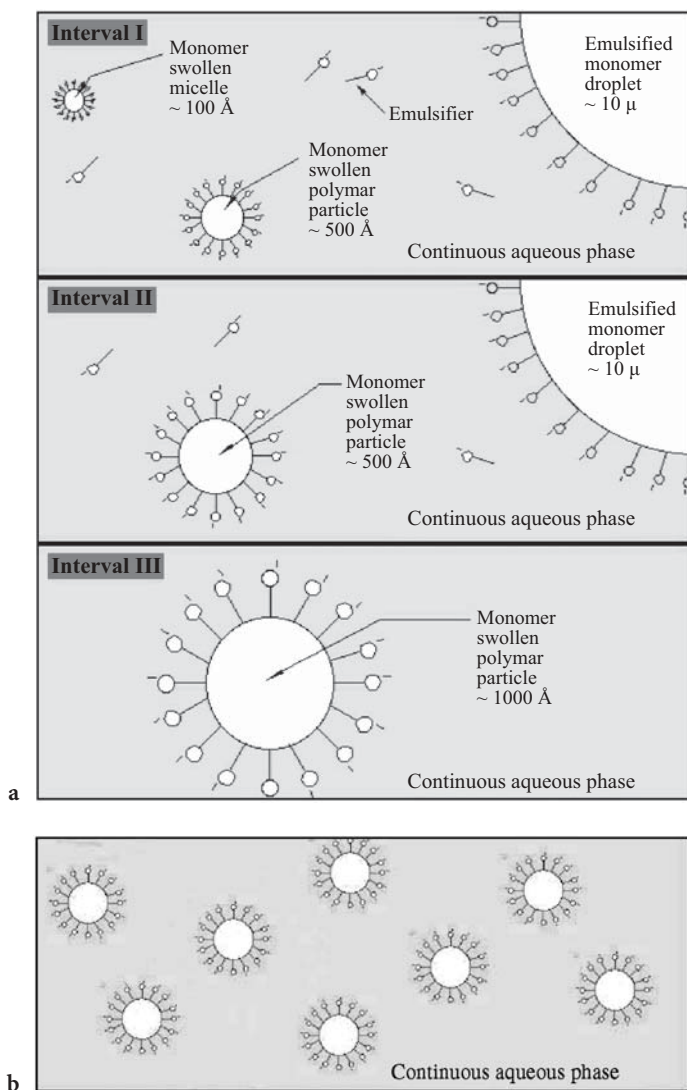 Interval I
Monomer
swollen
micelle
~ 100 Å
Emulsifier
Emulsified
monomer
droplet
~ 10 µ
Monomer
swollen
polymar
particle
~ 500 Å
Continuous aqueous phase
Interval II
Emulsified
monomer
droplet
~ 10 µ
Monomer
swollen
polymar
particle
~ 500 Å
Continuous aqueous phase
Interval III
Monomer
swollen
polymar
particle
~ 1000 Å
Continuous aqueous phase
a
Continuous aqueous phase
b